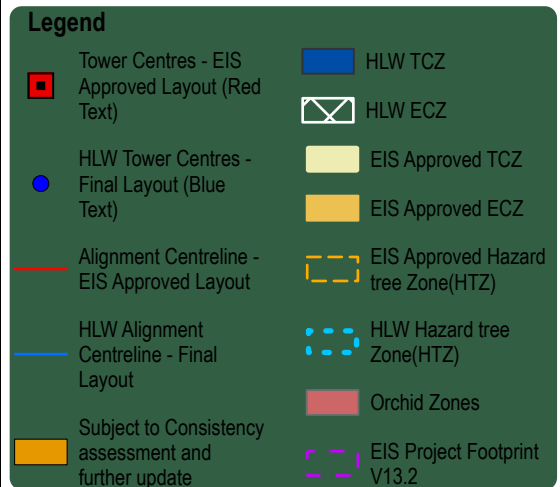 Legend
Tower Centres - EIS
Approved Layout (Red
Text)
HLW Tower Centres -
Final Layout (Blue
Text)
Alignment Centreline -
EIS Approved Layout
HLW Alignment
Centreline - Final
Layout
Subject to Consistency
assessment and
further update
HLW TCZ
HLW ECZ
EIS Approved TCZ
EIS Approved ECZ
EIS Approved Hazard
tree Zone(HTZ)
HLW Hazard tree
Zone(HTZ)
Orchid Zones
EIS Project Footprint
V13.2